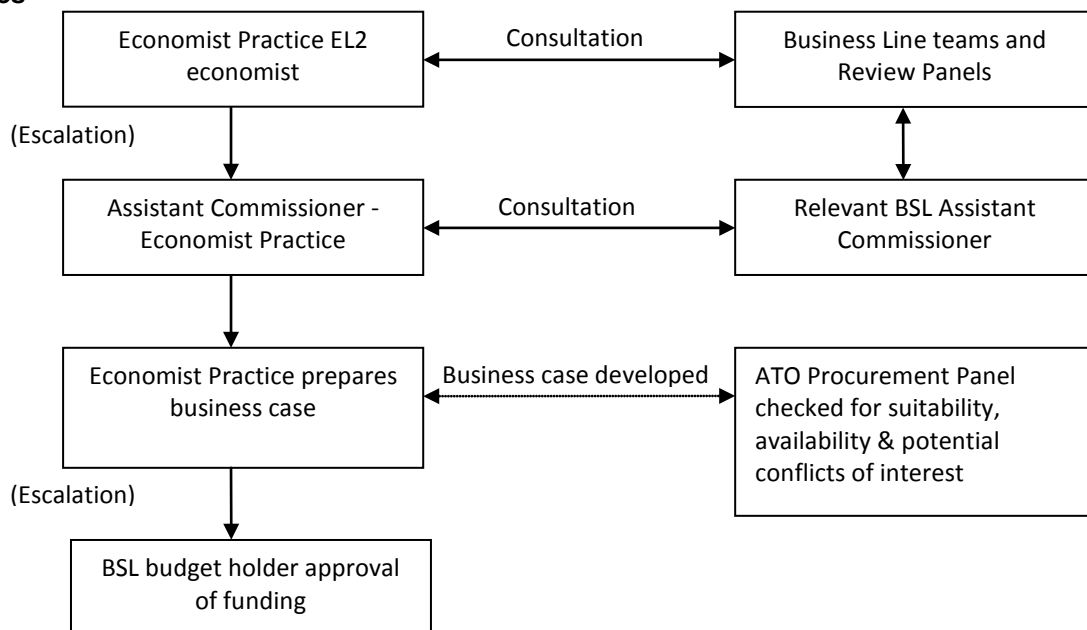 Economist Practice EL2
economist
Consultation
Business Line teams and
Review Panels
(Escalation)
Assistant Commissioner -
Economist Practice
Consultation
Relevant BSL Assistant
Commissioner
Economist Practice prepares
business case
Business case developed
ATO Procurement Panel
checked for suitability,
availability & potential
conflicts of interest
(Escalation)
BSL budget holder approval
of funding